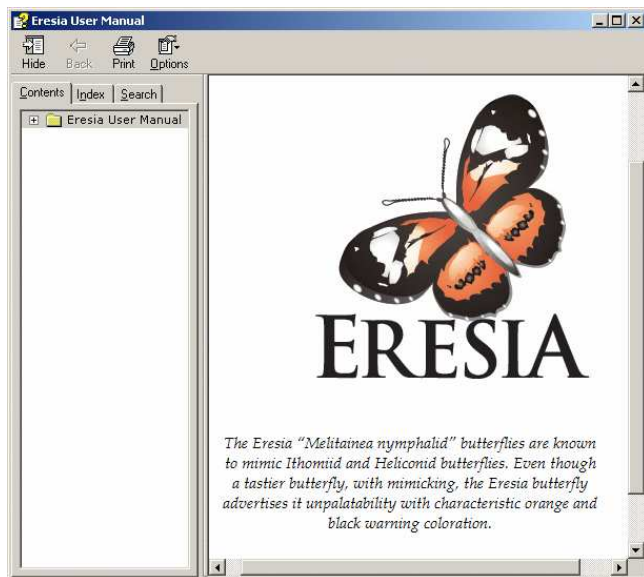 Eresia User Manual
Hide Back Print Options
Contents Index Search
Eresia User Manual
ERESIA
The Eresia “Melitainea nymphalid” butterflies are known
to mimic Ithomiid and Heliconid butterflies. Even though
a tastier butterfly, with mimicking, the Eresia butterfly
advertises it unpalatability with characteristic orange and
black warning coloration.